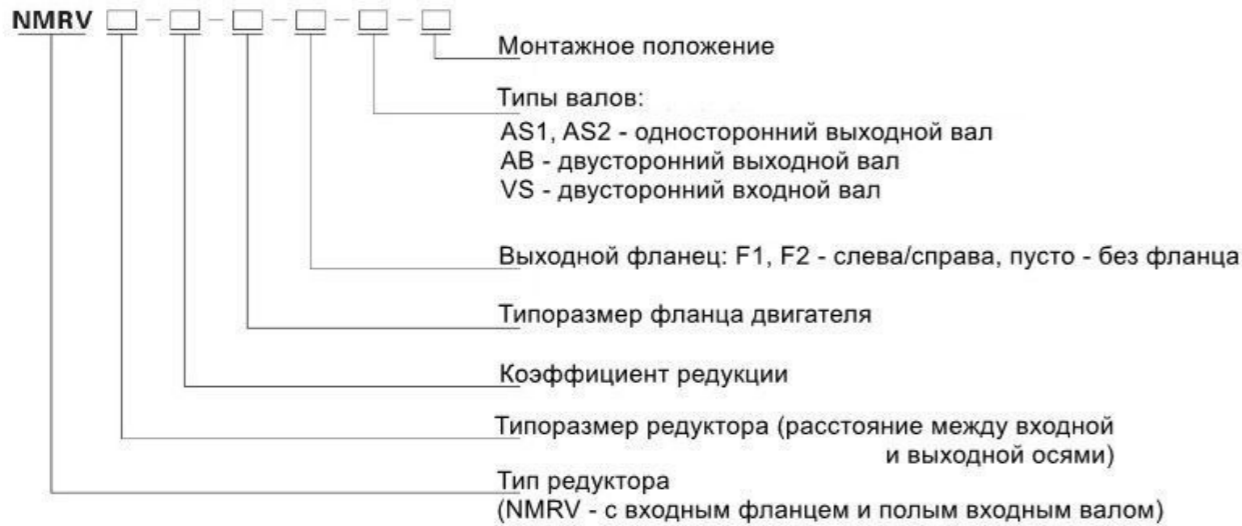 NMRV □-□-□-□-□-□
Монтажное положение
Типы валов:
AS1, AS2 - односторонний выходной вал
AB - двусторонний выходной вал
VS - двусторонний входной вал
Выходной фланец: F1, F2 - слева/справа, пусто - без фланца
Типоразмер фланца двигателя
Коэффициент редукции
Типоразмер редуктора (расстояние между входной
и выходной осями)
Тип редуктора
(NMRV - с входным фланцем и полым входным валом)